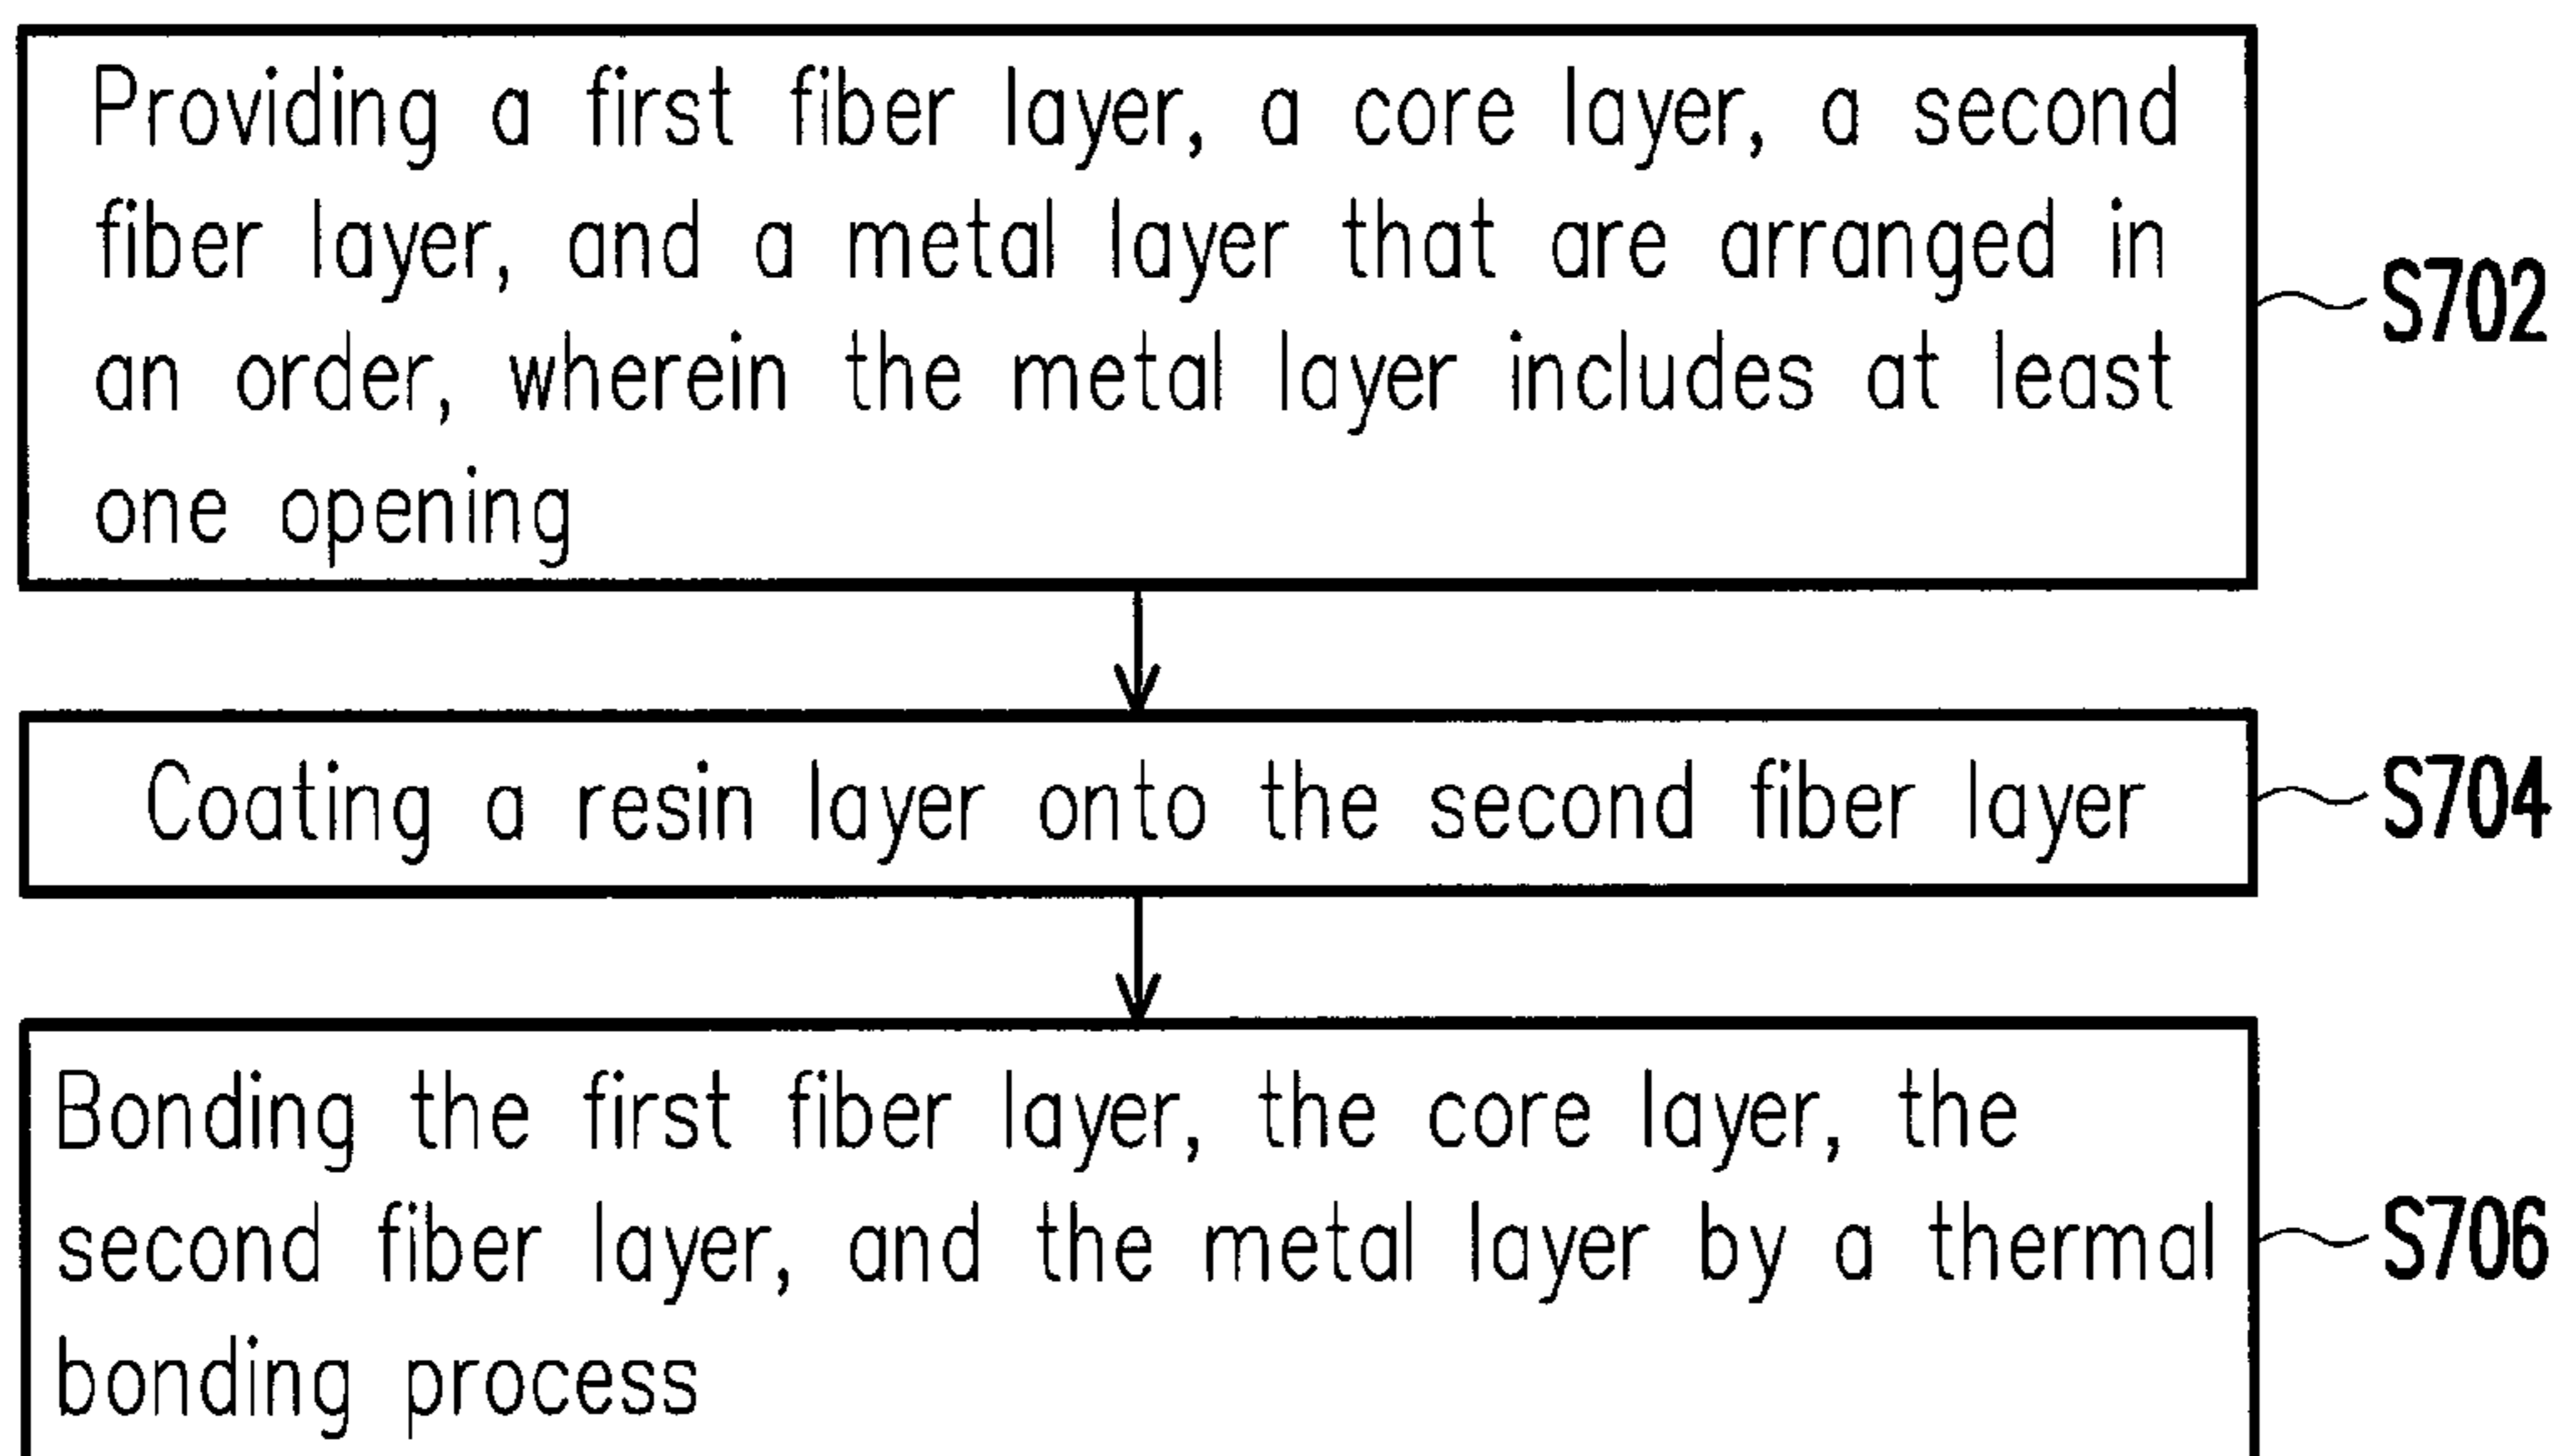 Providing a first fiber layer, a core layer, a second
fiber layer, and a metal layer that are arranged in
an order, wherein the metal layer includes at least
one opening
S702
Coating a resin layer onto the second fiber layer
S704
Bonding the first fiber layer, the core layer, the
second fiber layer, and the metal layer by a thermal
bonding process
S706